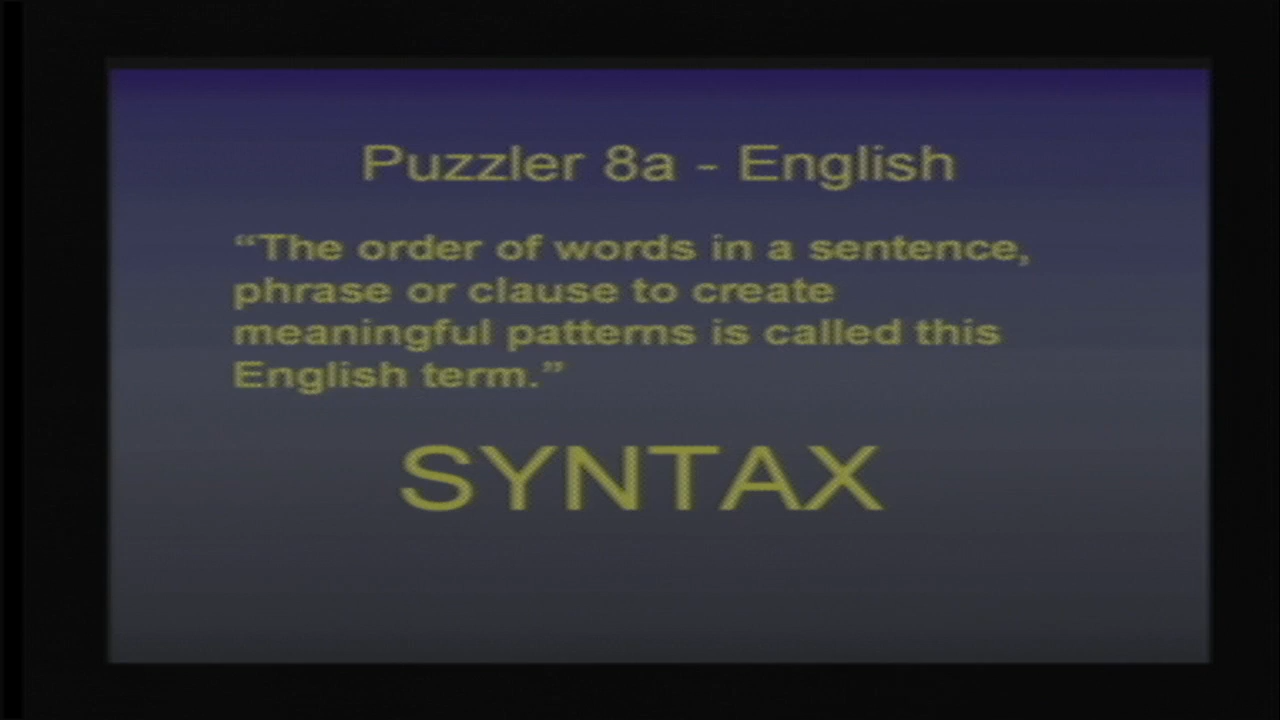 Puzzler 8a - English
“The order of words in a sentence,
phrase or clause to create
meaningful patterns is called this
English term.”
SYNTAX